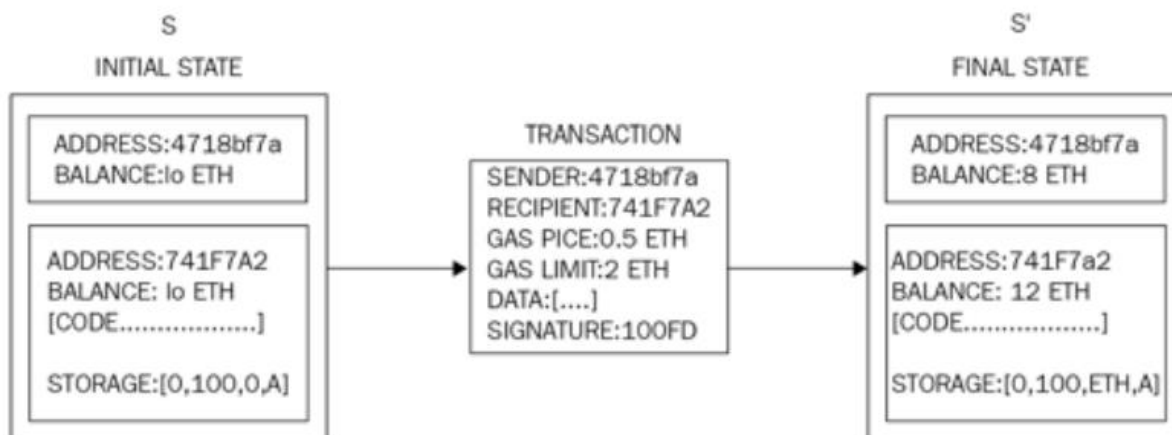 S
INITIAL STATE
ADDRESS:4718bf7a
BALANCE:lo ETH
ADDRESS:741F7A2
BALANCE: lo ETH
[CODE..................]
STORAGE:[0,100,0,A]
TRANSACTION
SENDER:4718bf7a
RECIPIENT:741F7A2
GAS PICE:0.5 ETH
GAS LIMIT:2 ETH
DATA:[....]
SIGNATURE:100FD
S'
FINAL STATE
ADDRESS:4718bf7a
BALANCE:8 ETH
ADDRESS:741F7a2
BALANCE: 12 ETH
[CODE..................]
STORAGE:[0,100,ETH,A]